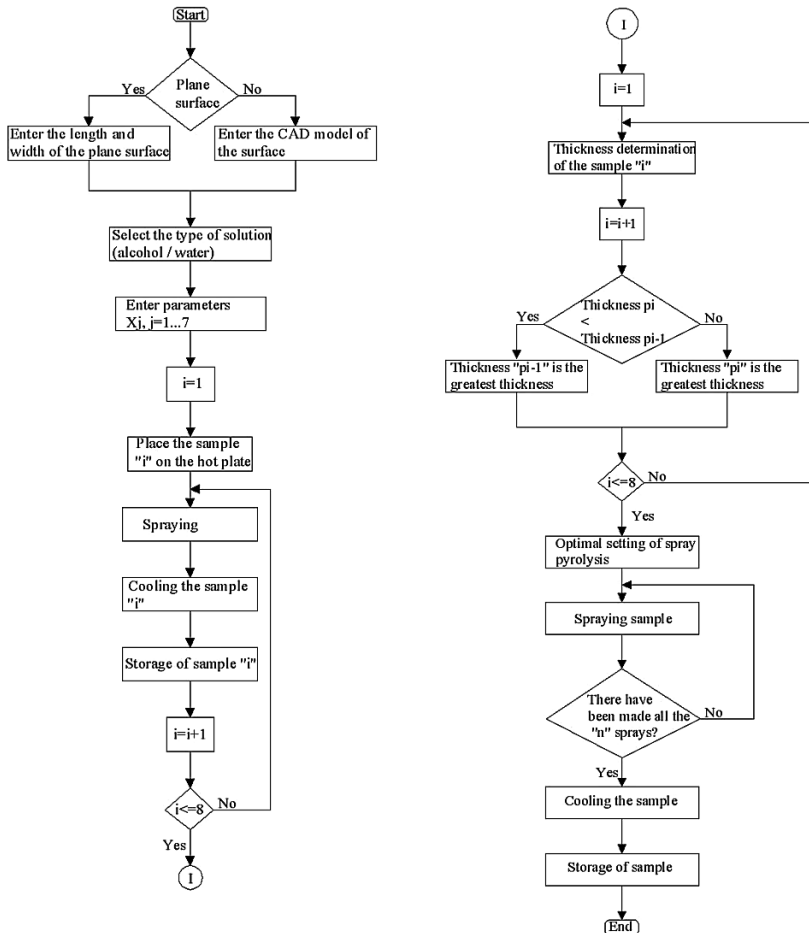 Start
Plane
surface
Yes
No
Enter the length and
width of the plane surface
Enter the CAD model of
the surface
Select the type of solution
(alcohol / water)
Enter parameters
Xj, j=1...7
i=1
Place the sample
"i" on the hot plate
Spraying
Cooling the sample
"i"
Storage of sample "i"
i=i+1
i<=8
No
Yes
I
I
i=1
Thickness determination
of the sample "i"
i=i+1
Thickness pi
<
Thickness pi-1
Yes
No
Thickness "pi-1" is the
greatest thickness
Thickness "pi" is the
greatest thickness
i<=8
No
Yes
Optimal setting of spray
pyrolysis
Spraying sample
There have
been made all the
"n" sprays?
No
Yes
Cooling the sample
Storage of sample
End